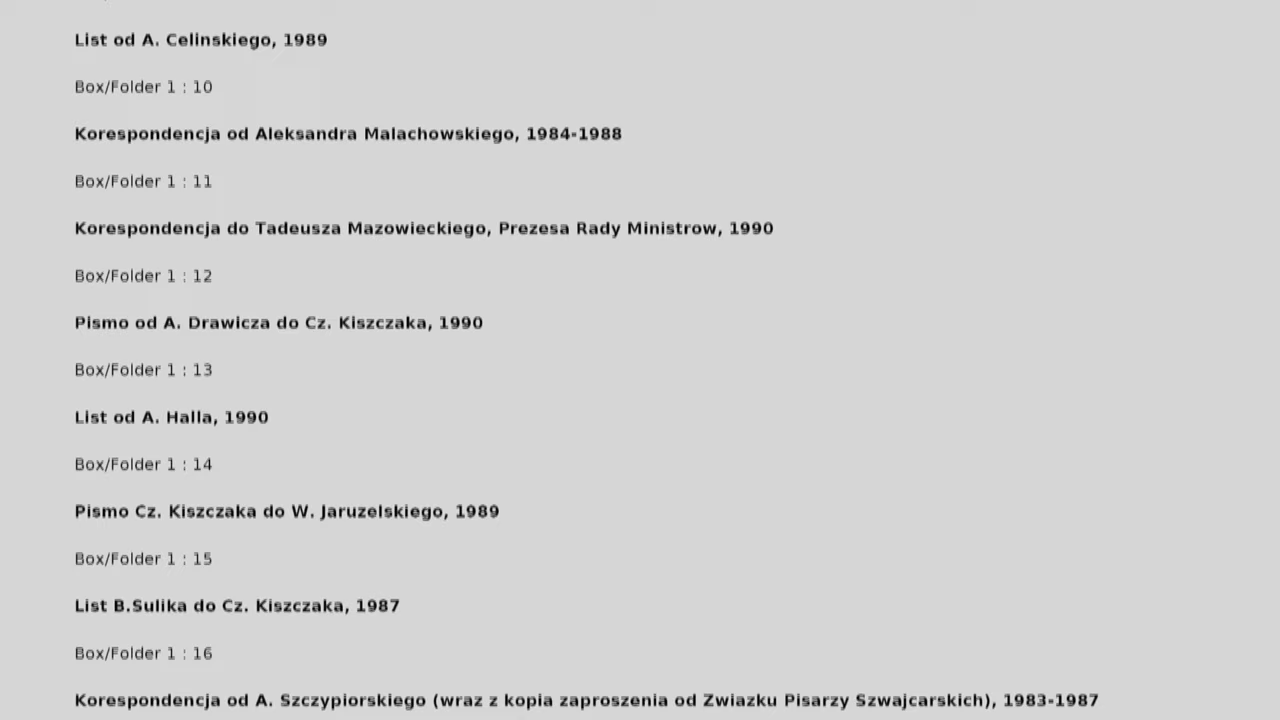 List od A. Celinskiego, 1989
Box/Folder 1 : 10
Korespondencja od Aleksandra Malachowskiego, 1984-1988
Box/Folder 1 : 11
Korespondencja do Tadeusza Mazowieckiego, Prezesa Rady Ministrow, 1990
Box/Folder 1 : 12
Pismo od A. Drawicza do Cz. Kiszczaka, 1990
Box/Folder 1 : 13
List od A. Halla, 1990
Box/Folder 1 : 14
Pismo Cz. Kiszczaka do W. Jaruzelskiego, 1989
Box/Folder 1 : 15
List B.Sulika do Cz. Kiszczaka, 1987
Box/Folder 1 : 16
Korespondencja od A. Szczypiorskiego (wraz z kopia zaproszenia od Zwiazku Pisarzy Szwajcarskich), 1983-1987